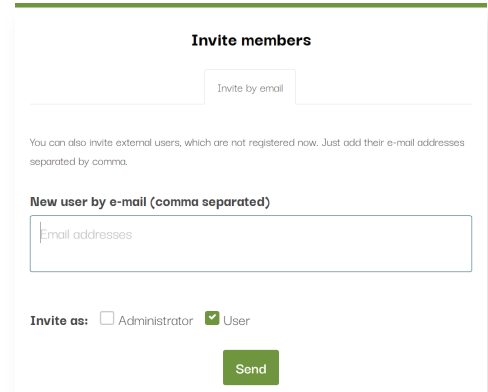 Invite members
Invite by email
You can also invite external users, which are not registered now. Just add their e-mail addresses
separated by comma.
New user by e-mail (comma separated)
Email addresses
Invite as: Administrator User
Send